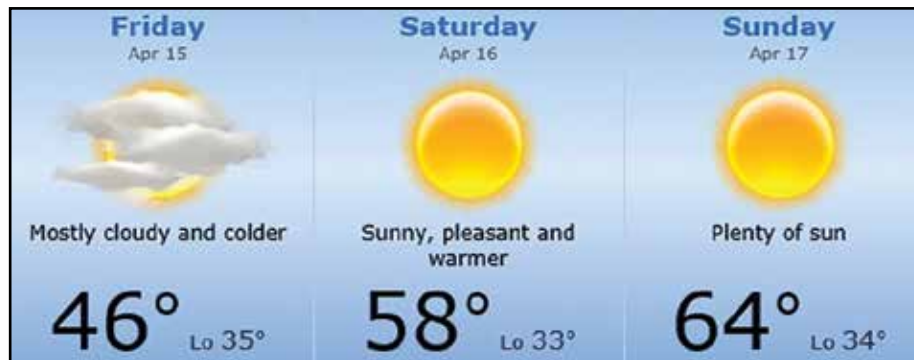 Friday
Apr 15
Mostly cloudy and colder
46° Lo 35°
Saturday
Apr 16
Sunny, pleasant and
warmer
58° Lo 33°
Sunday
Apr 17
Plenty of sun
64° Lo 34°